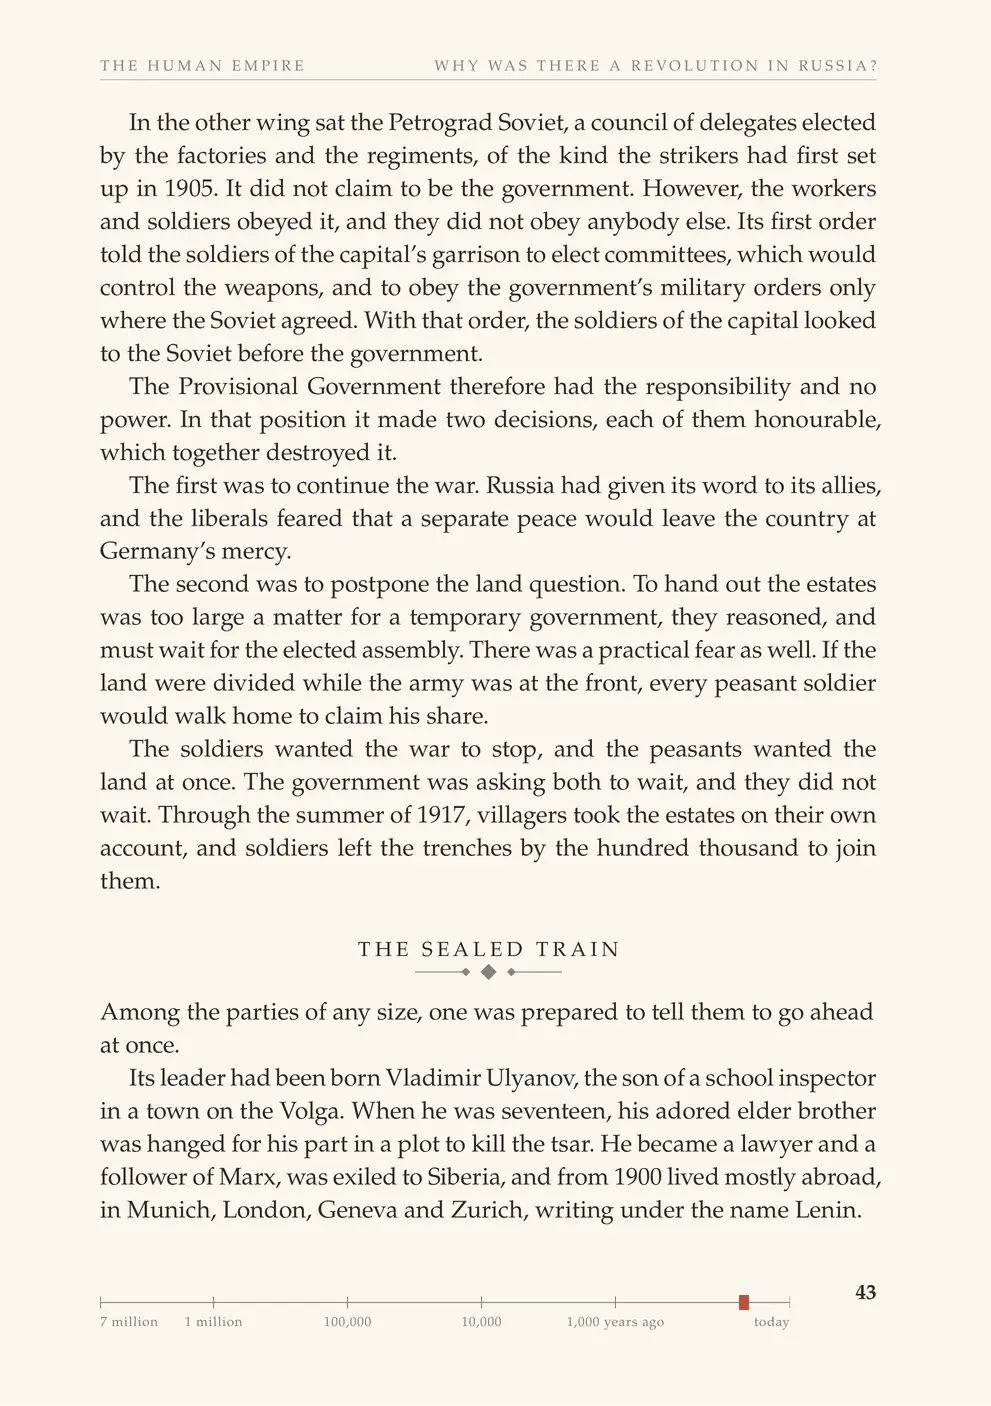 THE HUMAN EMPIRE
WHY WAS THERE A REVOLUTION IN RUSSIA?
In the other wing sat the Petrograd Soviet, a council of delegates elected
by the factories and the regiments, of the kind the strikers had first set
up in 1905. It did not claim to be the government. However, the workers
and soldiers obeyed it, and they did not obey anybody else. Its first order
told the soldiers of the capital’s garrison to elect committees, which would
control the weapons, and to obey the government’s military orders only
where the Soviet agreed. With that order, the soldiers of the capital looked
to the Soviet before the government.
The Provisional Government therefore had the responsibility and no
power. In that position it made two decisions, each of them honourable,
which together destroyed it.
The first was to continue the war. Russia had given its word to its allies,
and the liberals feared that a separate peace would leave the country at
Germany’s mercy.
The second was to postpone the land question. To hand out the estates
was too large a matter for a temporary government, they reasoned, and
must wait for the elected assembly. There was a practical fear as well. If the
land were divided while the army was at the front, every peasant soldier
would walk home to claim his share.
The soldiers wanted the war to stop, and the peasants wanted the
land at once. The government was asking both to wait, and they did not
wait. Through the summer of 1917, villagers took the estates on their own
account, and soldiers left the trenches by the hundred thousand to join
them.
THE SEALED TRAIN
Among the parties of any size, one was prepared to tell them to go ahead
at once.
Its leader had been born Vladimir Ulyanov, the son of a school inspector
in a town on the Volga. When he was seventeen, his adored elder brother
was hanged for his part in a plot to kill the tsar. He became a lawyer and a
follower of Marx, was exiled to Siberia, and from 1900 lived mostly abroad,
in Munich, London, Geneva and Zurich, writing under the name Lenin.
43
7 million 1 million 100,000 10,000 1,000 years ago today